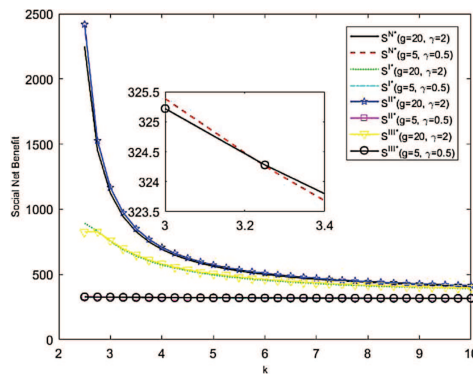 2500
2000
1500
1000
500
0
Social Net Benefit
2
3
4
5
6
7
8
9
10
k
325.5
325
324.5
324
323.5
3
3.2
3.4
S^N*(g=20, γ=2)
S^N*(g=5, γ=0.5)
S^I*(g=20, γ=2)
S^I*(g=5, γ=0.5)
S^II*(g=20, γ=2)
S^II*(g=5, γ=0.5)
S^III*(g=20, γ=2)
S^III*(g=5, γ=0.5)